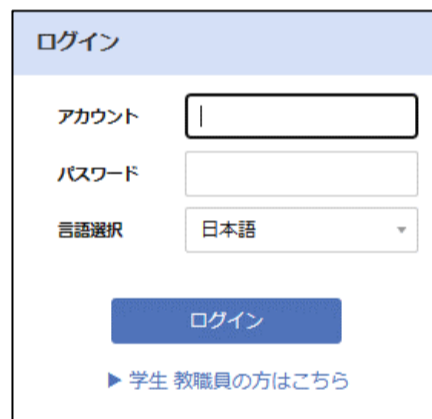 ログイン
アカウント
パスワード
言語選択 日本語
ログイン
▶ 学生 教職員の方はこちら